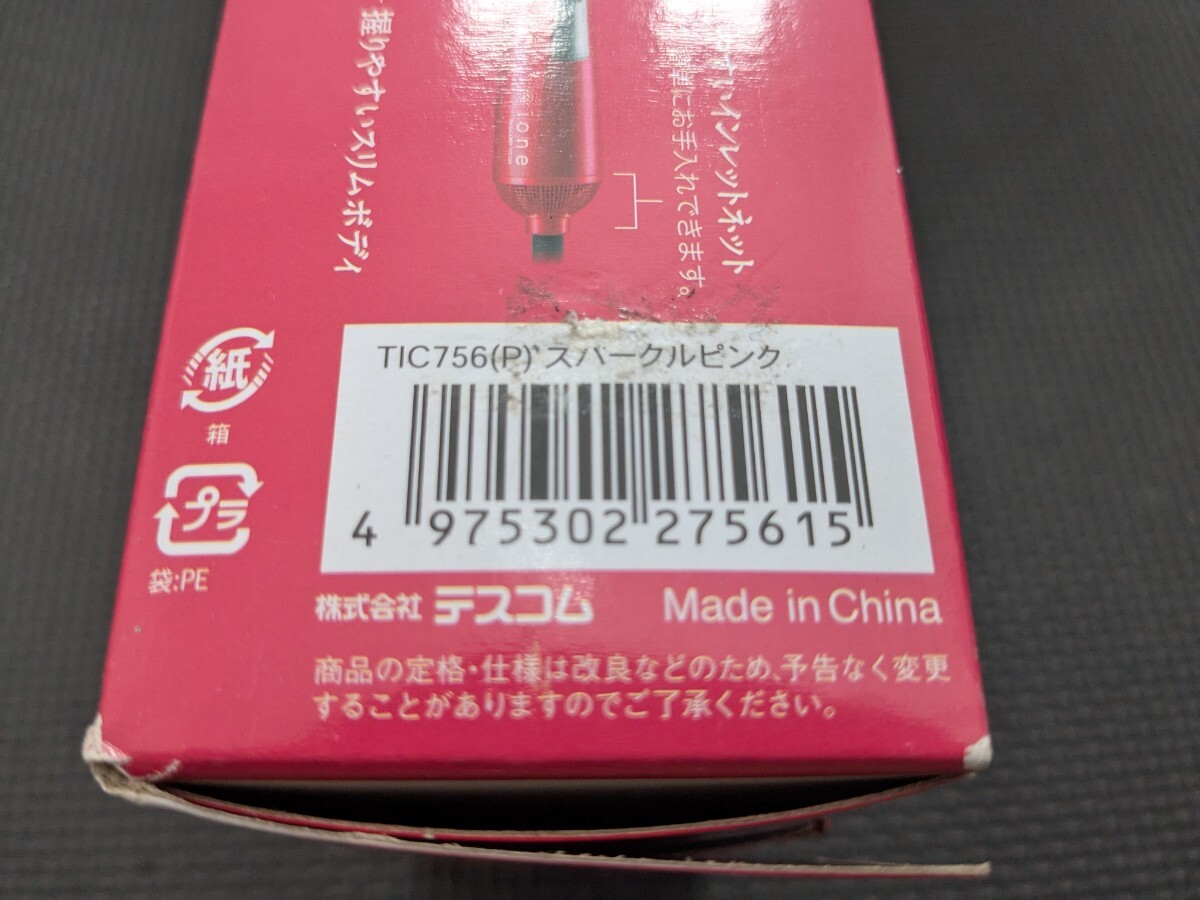 握りやすいスリムボディ
ione
すいインレットネット
単にお手入れできます。
TIC756(P) スパークルピンク
4 975302 275615
紙
箱
プラ
袋:PE
株式会社 テスコム Made in China
商品の定格・仕様は改良などのため、予告なく変更
することがありますのでご了承ください。